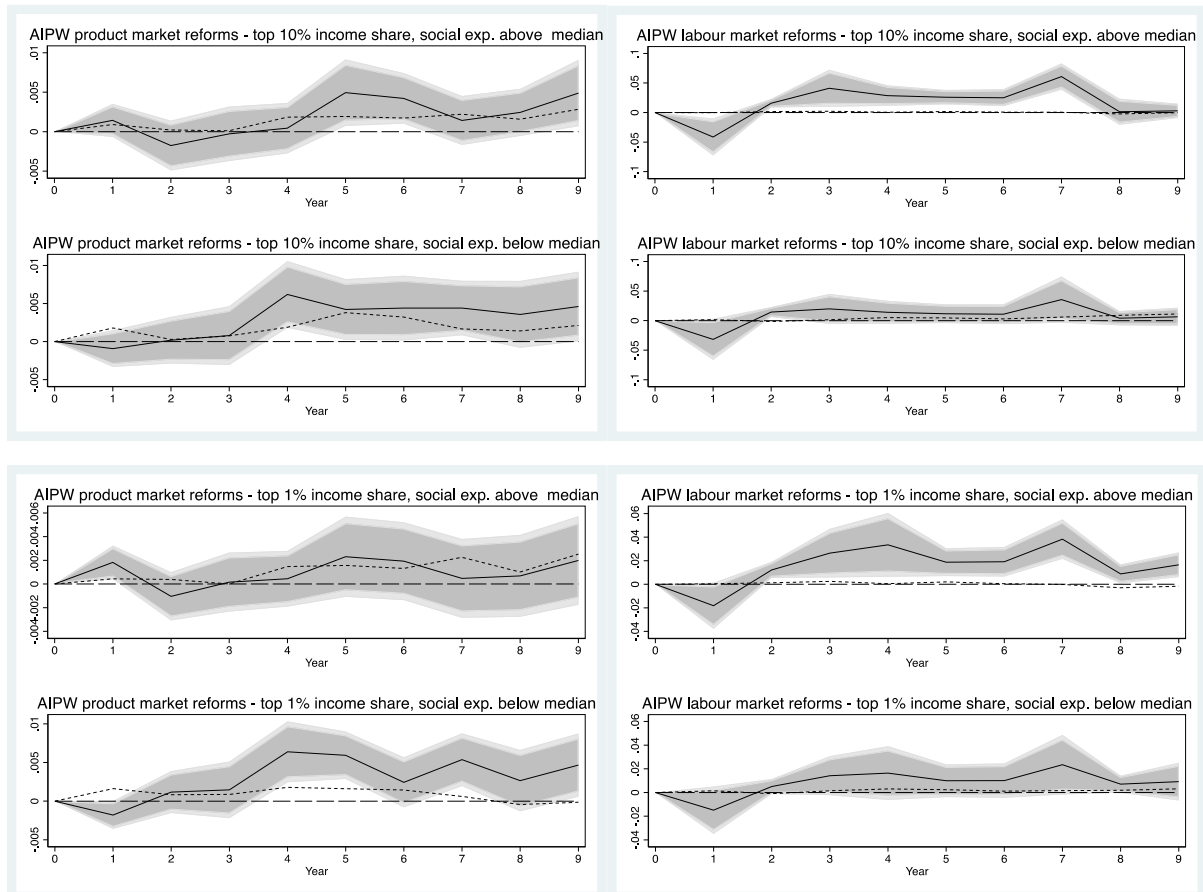 AIPW product market reforms - top 10% income share, social exp. above median
.01
.005
0
-.005
0 1 2 3 4 5 6 7 8 9
Year
AIPW product market reforms - top 10% income share, social exp. below median
.01
.005
0
-.005
0 1 2 3 4 5 6 7 8 9
Year
AIPW labour market reforms - top 10% income share, social exp. above median
.1
.05
0
-.05
-.1
0 1 2 3 4 5 6 7 8 9
Year
AIPW labour market reforms - top 10% income share, social exp. below median
.1
.05
0
-.05
-.1
0 1 2 3 4 5 6 7 8 9
Year
AIPW product market reforms - top 1% income share, social exp. above median
.006
.004
.002
0
-.002
-.004
0 1 2 3 4 5 6 7 8 9
Year
AIPW product market reforms - top 1% income share, social exp. below median
.01
.005
0
-.005
0 1 2 3 4 5 6 7 8 9
Year
AIPW labour market reforms - top 1% income share, social exp. above median
.06
.04
.02
0
-.02
-.04
0 1 2 3 4 5 6 7 8 9
Year
AIPW labour market reforms - top 1% income share, social exp. below median
.06
.04
.02
0
-.02
-.04
0 1 2 3 4 5 6 7 8 9
Year